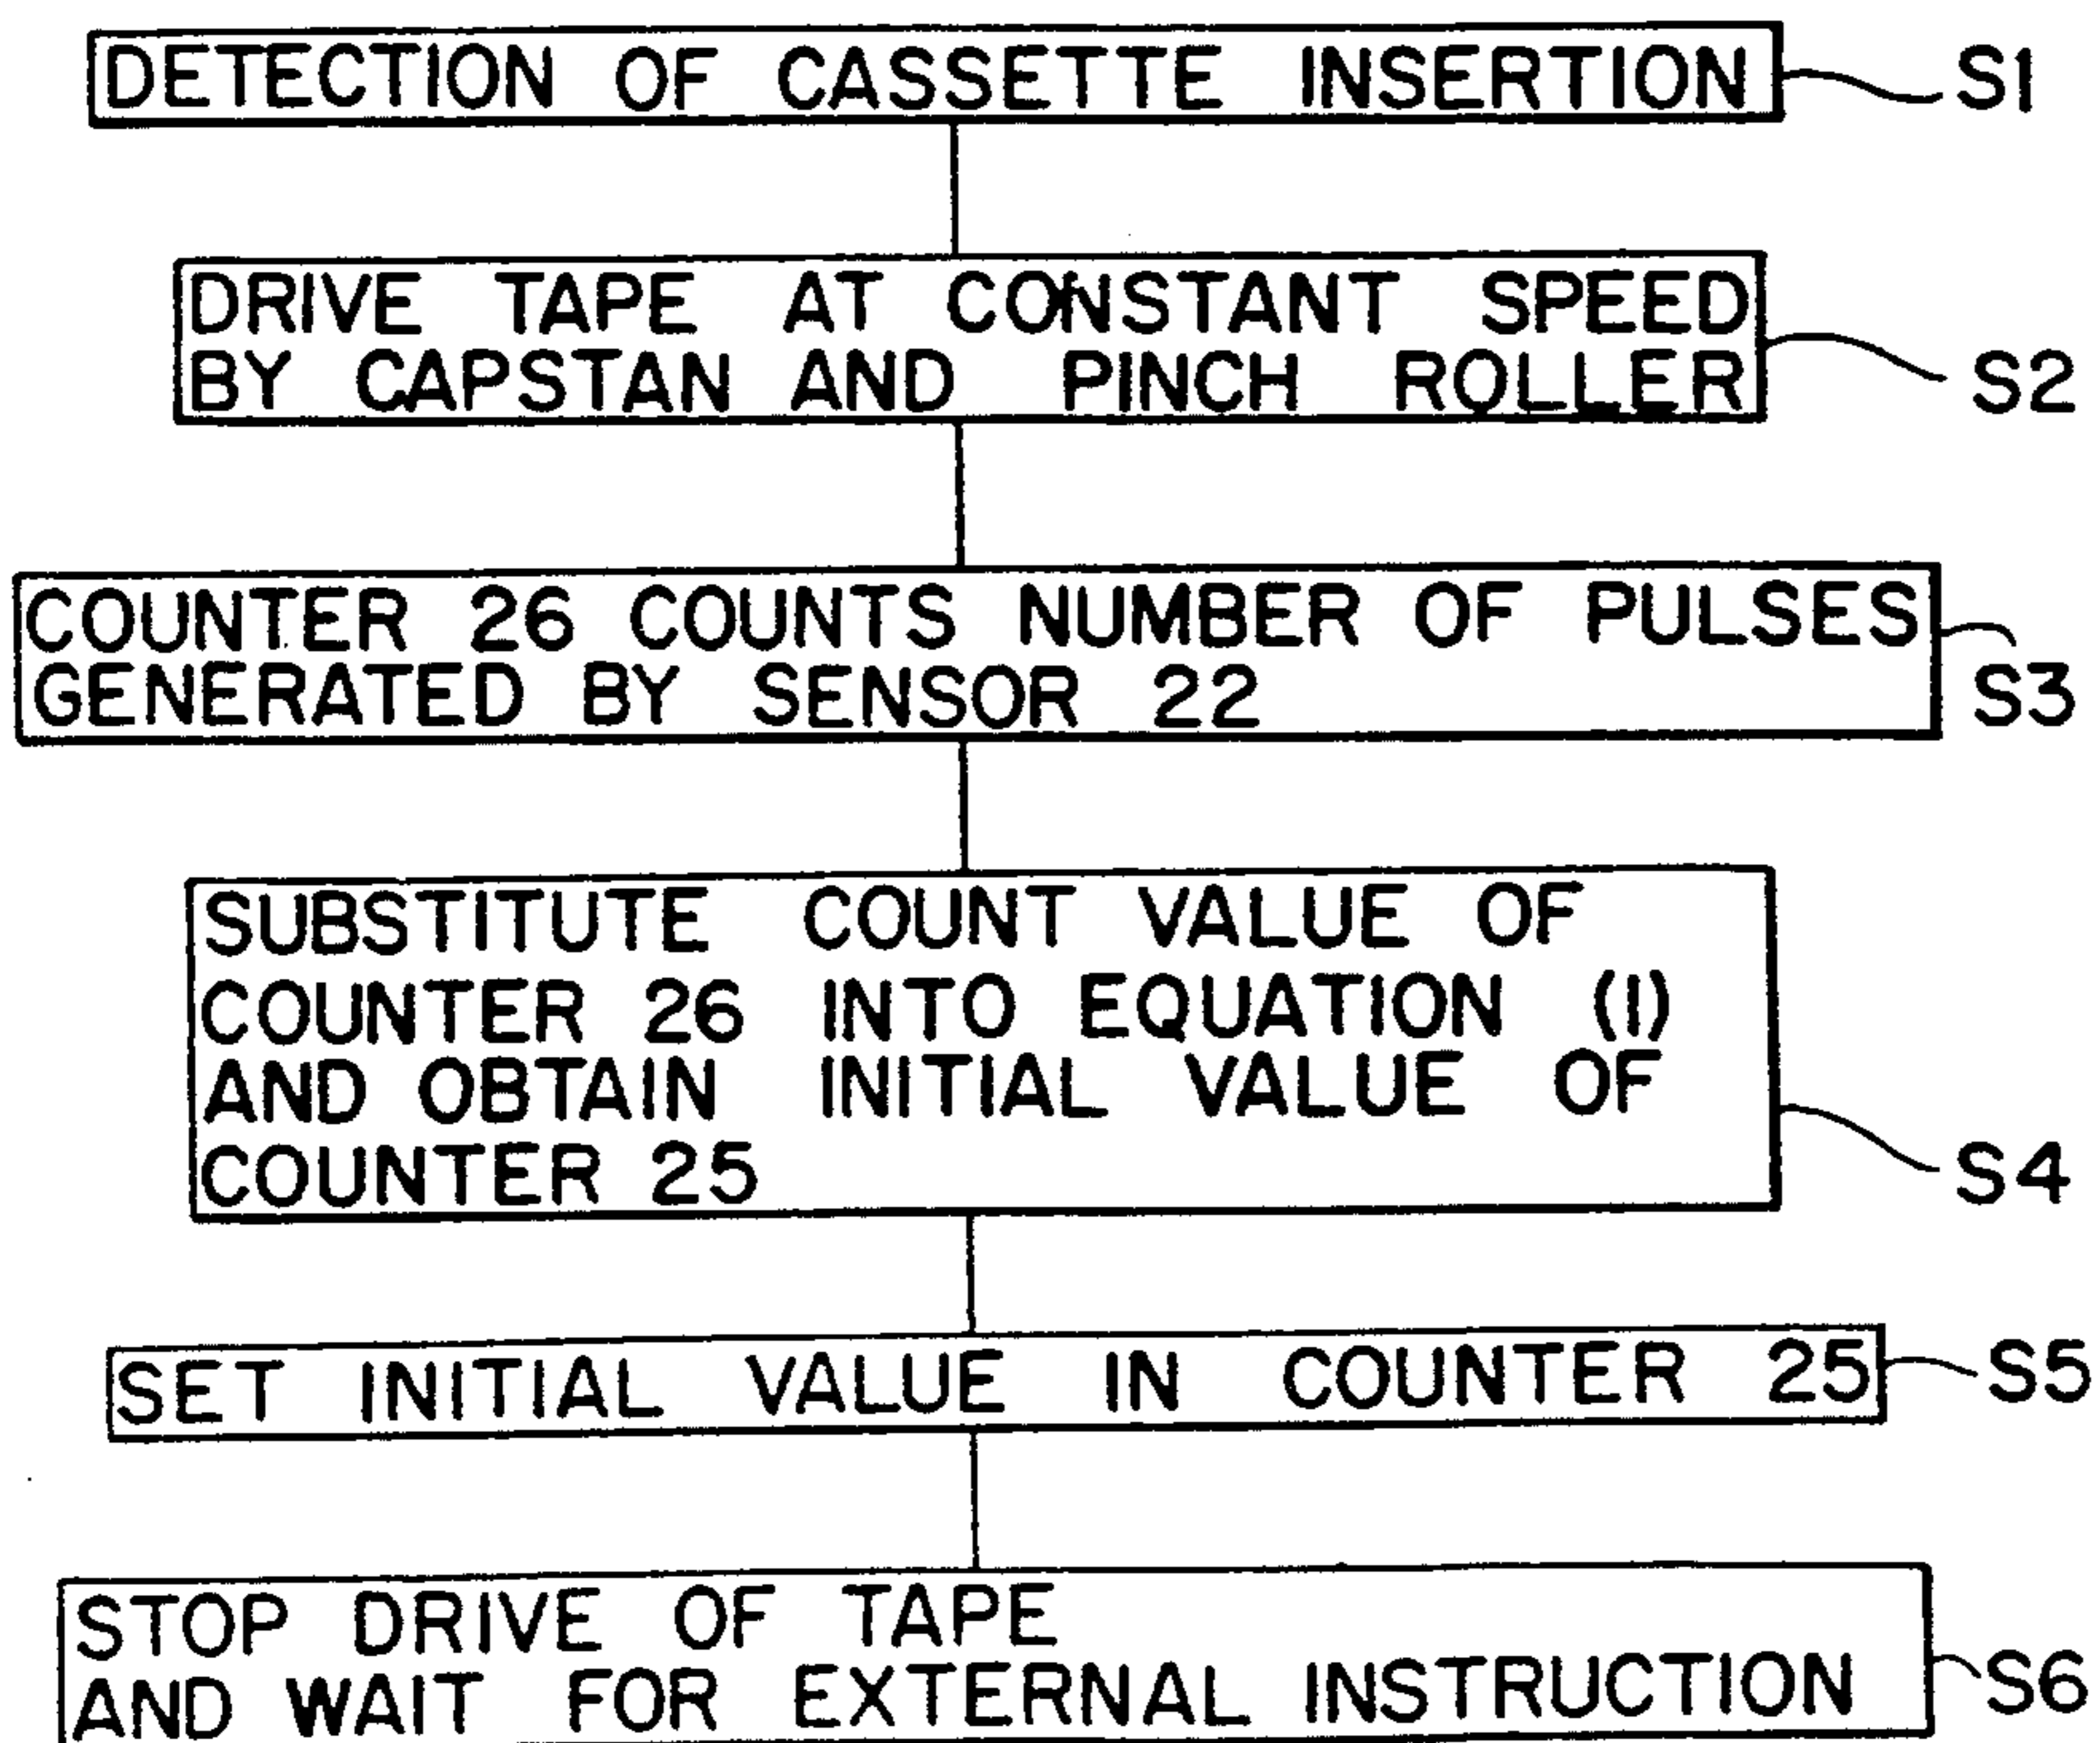 DETECTION OF CASSETTE INSERTION
S1
DRIVE TAPE AT CONSTANT SPEED
BY CAPSTAN AND PINCH ROLLER
S2
COUNTER 26 COUNTS NUMBER OF PULSES
GENERATED BY SENSOR 22
S3
SUBSTITUTE COUNT VALUE OF
COUNTER 26 INTO EQUATION (1)
AND OBTAIN INITIAL VALUE OF
COUNTER 25
S4
SET INITIAL VALUE IN COUNTER 25
S5
STOP DRIVE OF TAPE
AND WAIT FOR EXTERNAL INSTRUCTION
S6